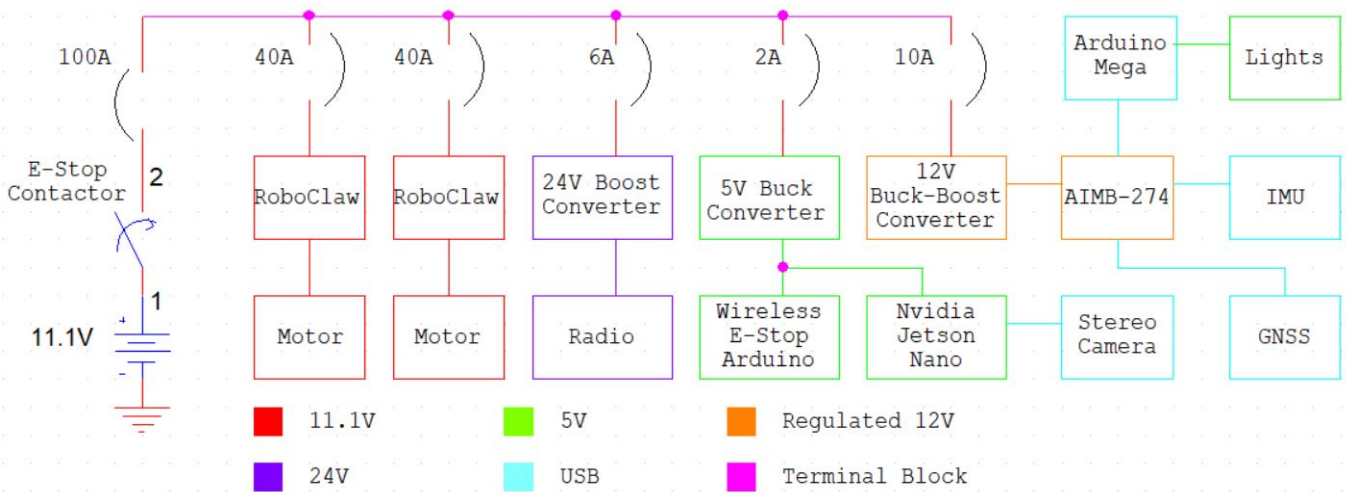 100A
40A
40A
6A
2A
10A
Arduino
Mega
Lights
E-Stop
Contactor
2
RoboClaw
RoboClaw
24V Boost
Converter
5V Buck
Converter
12V
Buck-Boost
Converter
AIMB-274
IMU
1
+
11.1V
-
Motor
Motor
Radio
Wireless
E-Stop
Arduino
Nvidia
Jetson
Nano
Stereo
Camera
GNSS
11.1V
5V
Regulated 12V
24V
USB
Terminal Block